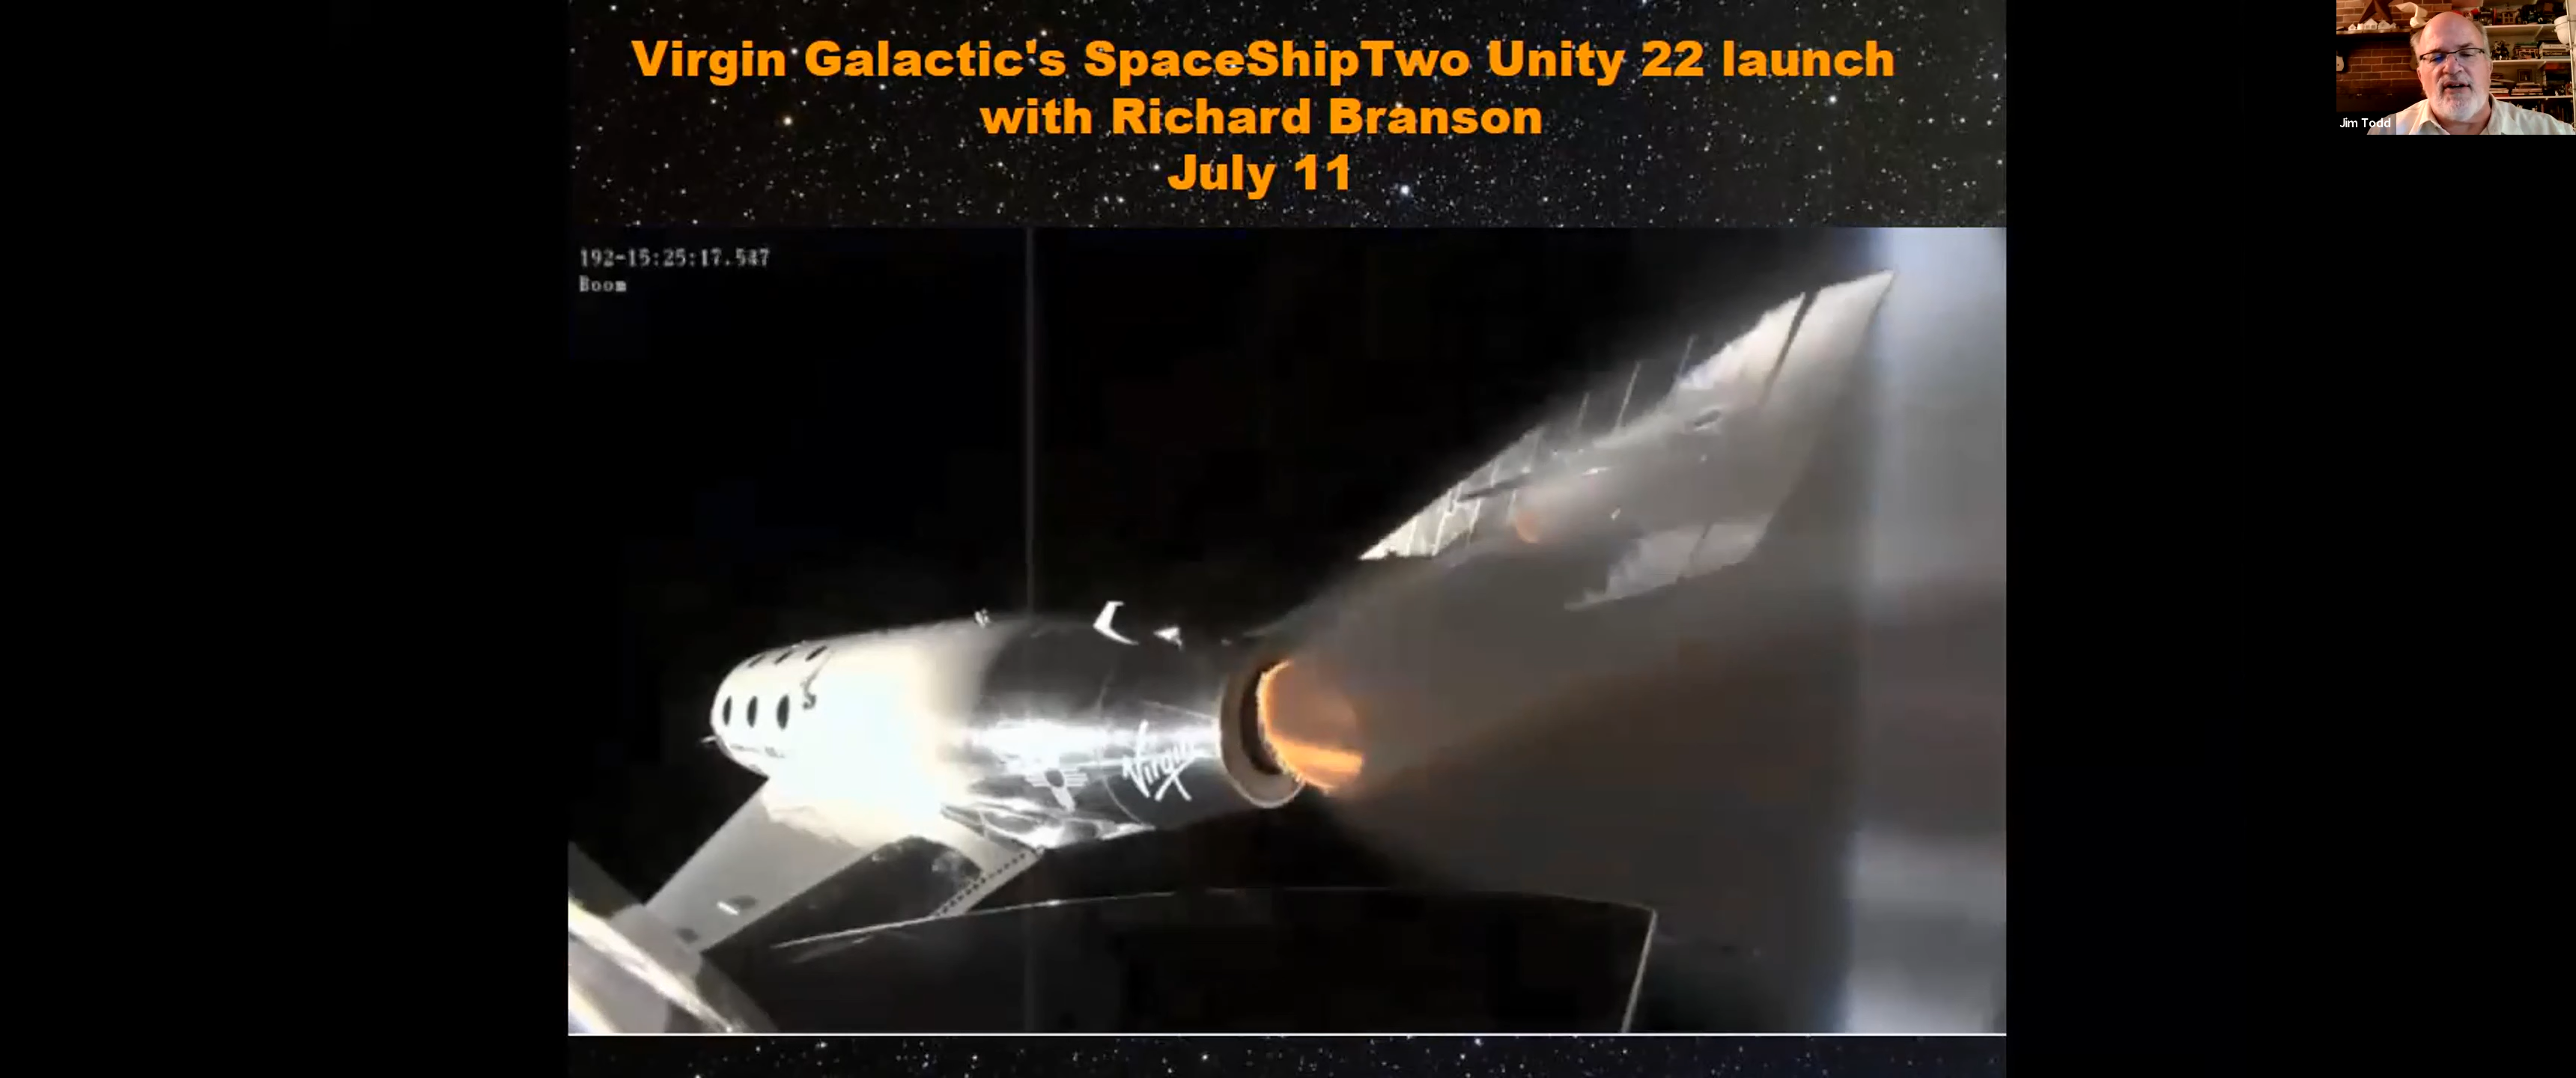 Virgin Galactic's SpaceShipTwo Unity 22 launch
with Richard Branson
July 11
192-15:25:17.587
Boom
Virgin
Jim Todd